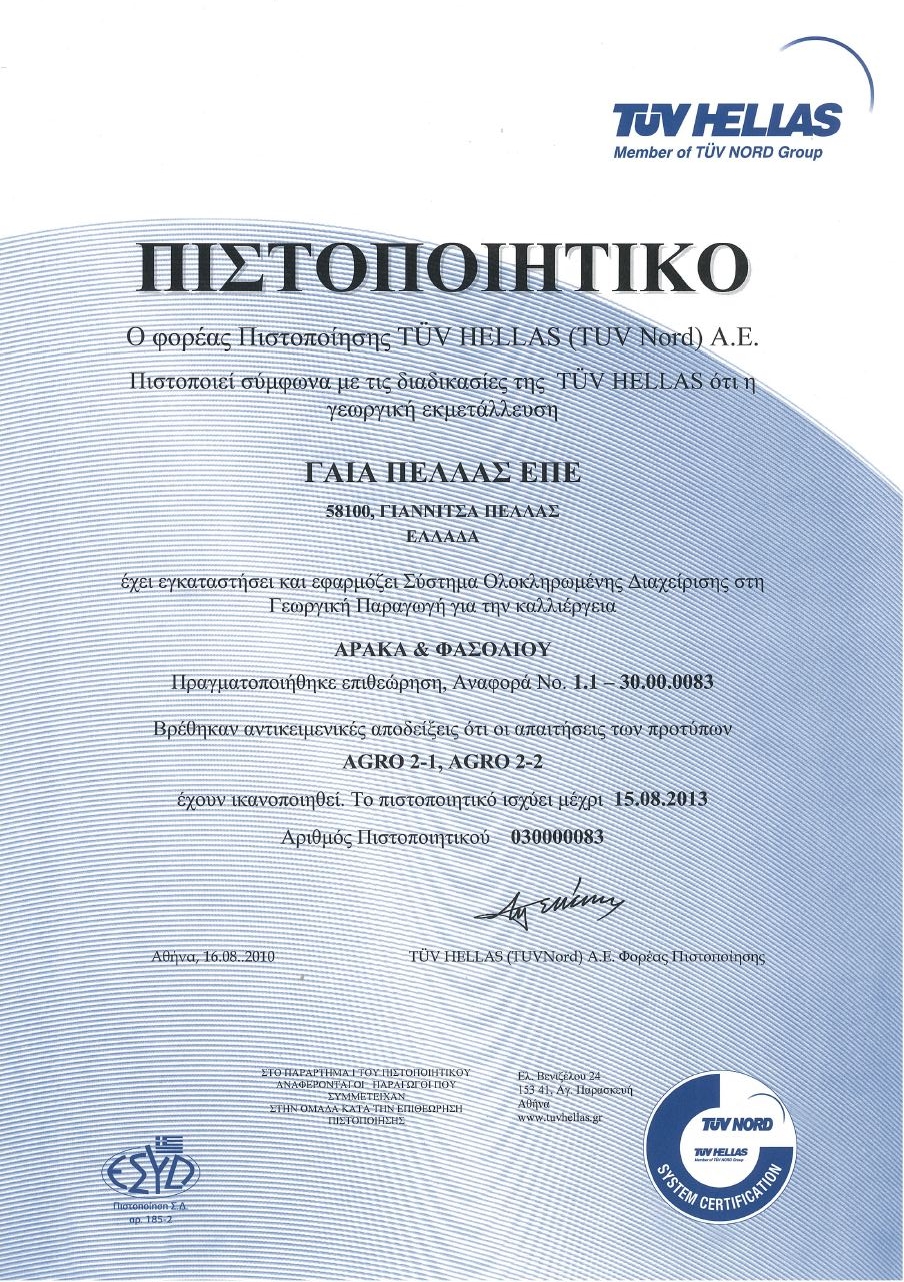 TÜV HELLAS
Member of TÜV NORD Group
ΠΙΣΤΟΠΟΙΗΤΙΚΟ
Ο φορέας Πιστοποίησης TÜV HELLAS (TUV Nord) A.E.
Πιστοποιεί σύμφωνα με τις διαδικασίες της TÜV HELLAS ότι η
γεωργική εκμετάλλευση
ΓΑΙΑ ΠΕΛΛΑΣ ΕΠΕ
58100, ΓΙΑΝΝΙΤΣΑ ΠΕΛΛΑΣ
ΕΛΛΑΔΑ
έχει εγκαταστήσει και εφαρμόζει Σύστημα Ολοκληρωμένης Διαχείρισης στη
Γεωργική Παραγωγή για την καλλιέργεια
ΑΡΑΚΑ & ΦΑΣΟΛΙΟΥ
Πραγματοποιήθηκε επιθεώρηση, Αναφορά Νο. 1.1 – 30.00.0083
Βρέθηκαν αντικειμενικές αποδείξεις ότι οι απαιτήσεις των προτύπων
AGRO 2-1, AGRO 2-2
έχουν ικανοποιηθεί. Το πιστοποιητικό ισχύει μέχρι 15.08.2013
Αριθμός Πιστοποιητικού 030000083
Αθήνα, 16.08..2010
TÜV HELLAS (TUVNord) A.E. Φορέας Πιστοποίησης
ΣΤΟ ΠΑΡΑΡΤΗΜΑ Ι ΤΟΥ ΠΙΣΤΟΠΟΙΗΤΙΚΟΥ
ΑΝΑΦΕΡΟΝΤΑΙ ΟΙ ΠΑΡΑΓΩΓΟΙ ΠΟΥ
ΣΥΜΜΕΤΕΙΧΑΝ
ΣΤΗΝ ΟΜΑΔΑ ΚΑΤΑ ΤΗΝ ΕΠΙΘΕΩΡΗΣΗ
ΠΙΣΤΟΠΟΙΗΣΗΣ
Ελ. Βενιζέλου 24
153 41, Αγ. Παρασκευή
Αθήνα
www.tuvhellas.gr
ΕΣΥΔ
Πιστοποίηση Σ.Δ.
αρ. 185-2
TÜV NORD
TÜV HELLAS
Member of TÜV NORD Group
SYSTEM CERTIFICATION